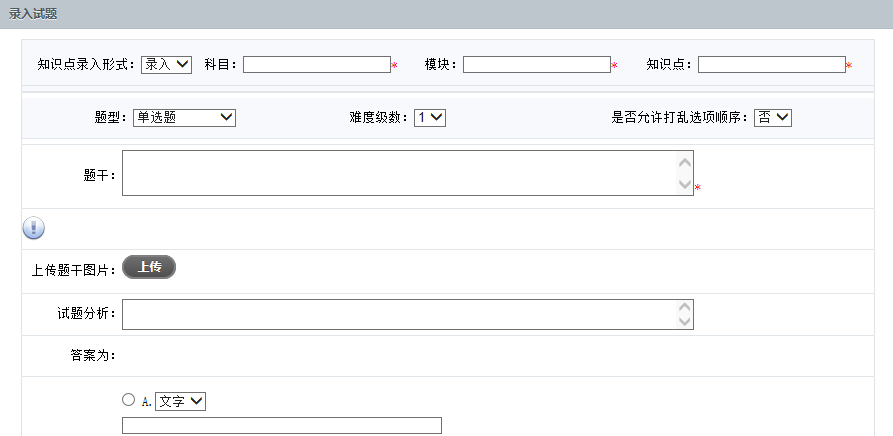 录入试题
知识点录入形式：录入 科目：* 模块：* 知识点：*
题型：单选题 难度级数：1 是否允许打乱选项顺序：否
题干：*
上传题干图片：上传
试题分析：
答案为：
A.文字